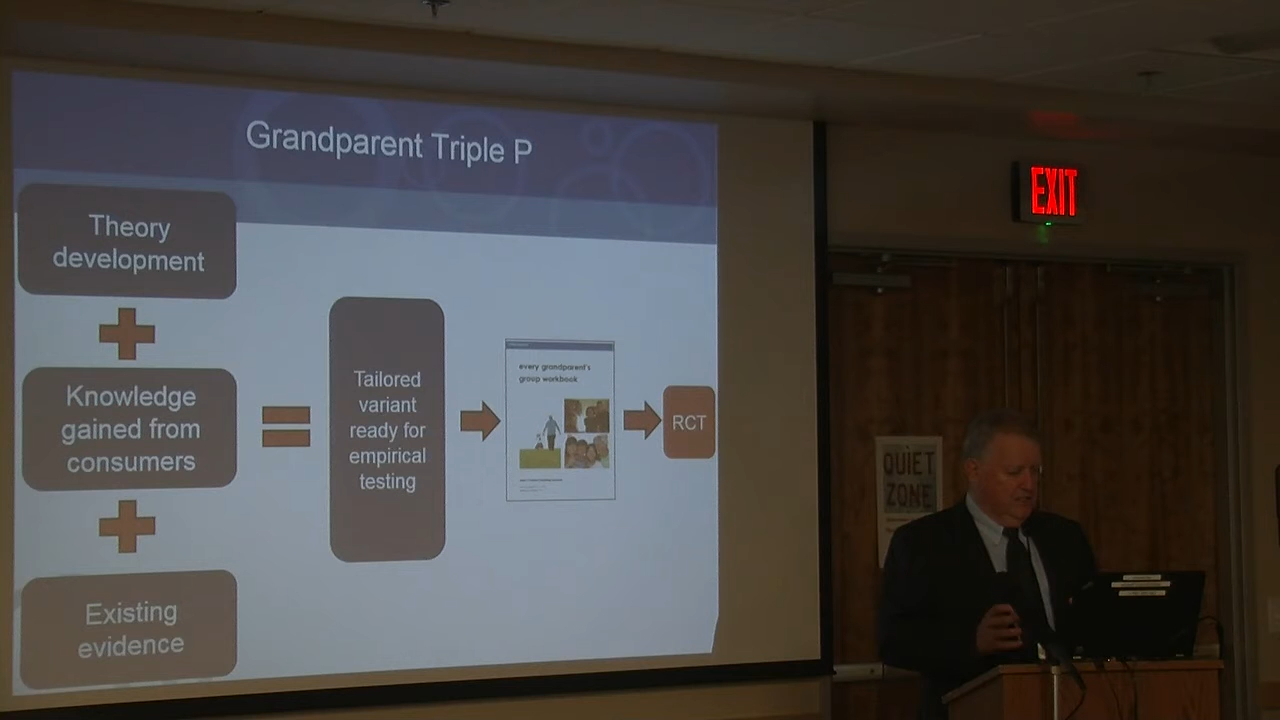 Grandparent Triple P
Theory
development
Knowledge
gained from
consumers
Existing
evidence
Tailored
variant
ready for
empirical
testing
every grandparent's
group workbook
RCT
EXIT
QUIET
ZONE